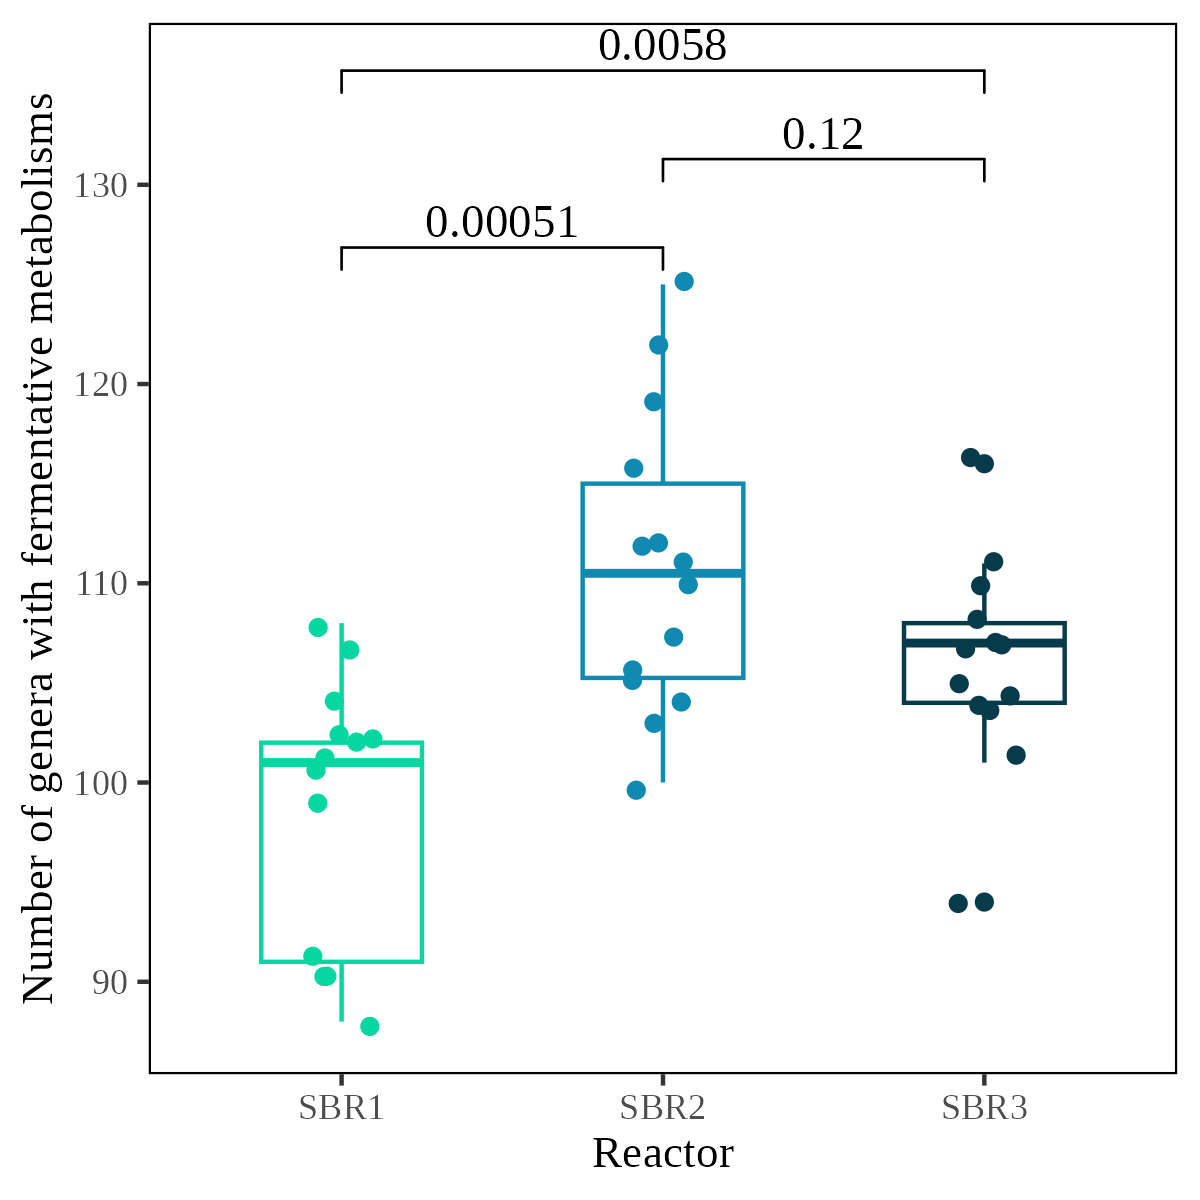 0.0058
0.12
0.00051
Number of genera with fermentative metabolisms
130
120
110
100
90
SBR1 SBR2 SBR3
Reactor